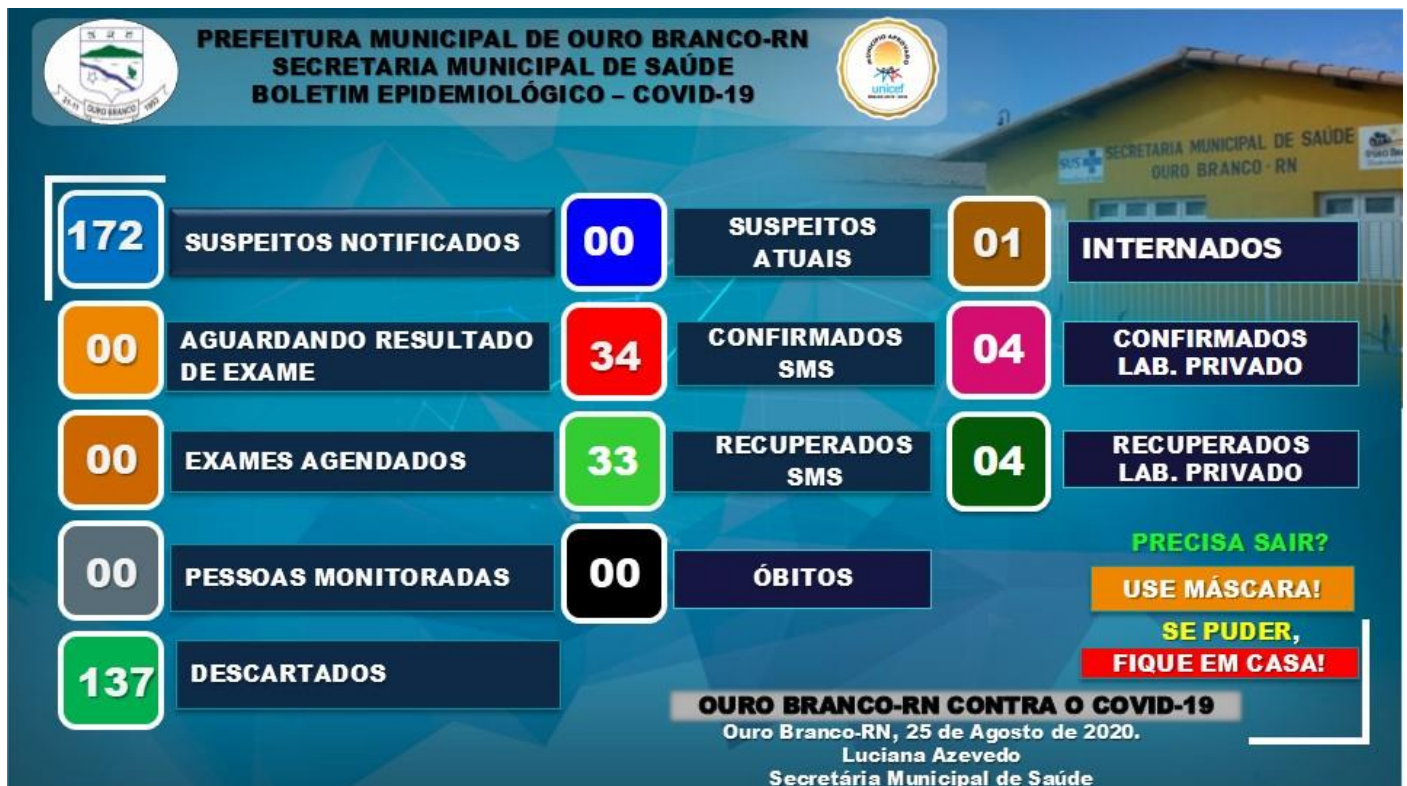 PREFEITURA MUNICIPAL DE OURO BRANCO-RN
SECRETARIA MUNICIPAL DE SAÚDE
BOLETIM EPIDEMIOLÓGICO – COVID-19
OURO BRANCO
MUNICÍPIO APROVADO
unicef
SUS
SECRETARIA MUNICIPAL DE SAÚDE
OURO BRANCO - RN
172
SUSPEITOS NOTIFICADOS
00
SUSPEITOS
ATUAIS
01
INTERNADOS
00
AGUARDANDO RESULTADO
DE EXAME
34
CONFIRMADOS
SMS
04
CONFIRMADOS
LAB. PRIVADO
00
EXAMES AGENDADOS
33
RECUPERADOS
SMS
04
RECUPERADOS
LAB. PRIVADO
00
PESSOAS MONITORADAS
00
ÓBITOS
137
DESCARTADOS
PRECISA SAIR?
USE MÁSCARA!
SE PUDER,
FIQUE EM CASA!
OURO BRANCO-RN CONTRA O COVID-19
Ouro Branco-RN, 25 de Agosto de 2020.
Luciana Azevedo
Secretária Municipal de Saúde